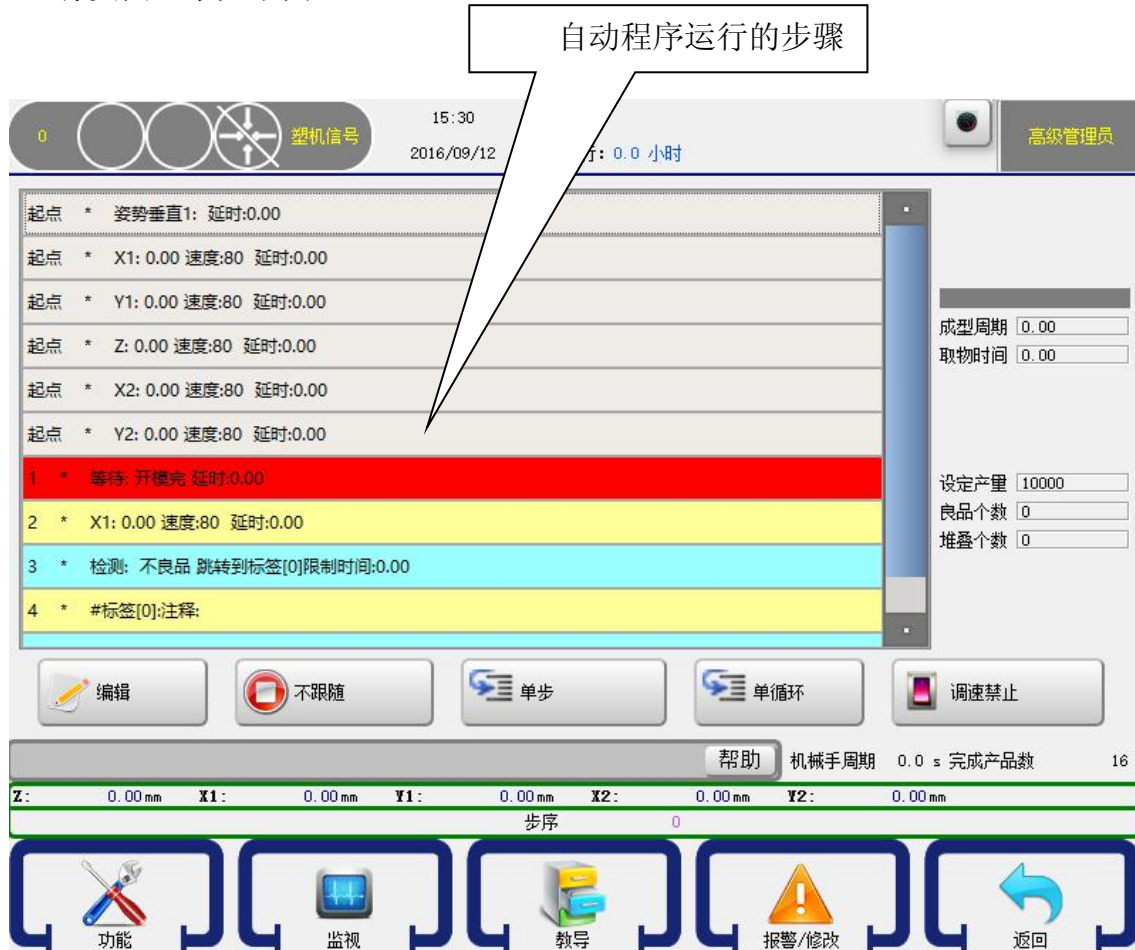 自动程序运行的步骤
0 塑机信号
15:30
2016/09/12
行: 0.0 小时
高级管理员
起点 * 姿势垂直1: 延时:0.00
起点 * X1: 0.00 速度:80 延时:0.00
起点 * Y1: 0.00 速度:80 延时:0.00
起点 * Z: 0.00 速度:80 延时:0.00
起点 * X2: 0.00 速度:80 延时:0.00
起点 * Y2: 0.00 速度:80 延时:0.00
1 * 等待: 开模完 延时:0.00
2 * X1: 0.00 速度:80 延时:0.00
3 * 检测: 不良品 跳转到标签[0]限制时间:0.00
4 * #标签[0]:注释:
成型周期 0.00
取物时间 0.00
设定产量 10000
良品个数 0
堆叠个数 0
编辑 不跟随 单步 单循环 调速禁止
帮助 机械手周期 0.0 s 完成产品数 16
Z: 0.00mm X1: 0.00mm Y1: 0.00mm X2: 0.00mm Y2: 0.00mm
步序 0
功能 监视 教导 报警/修改 返回